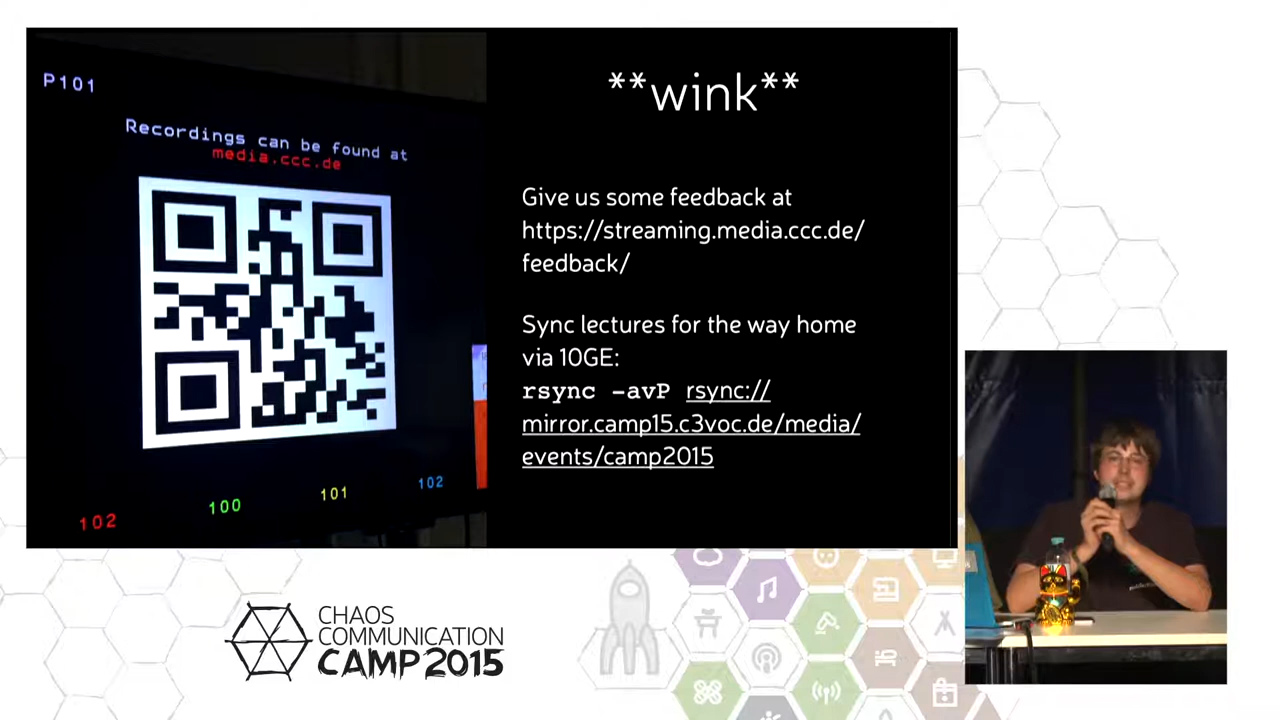 P101
Recordings can be found at
media.ccc.de
102
100
101
102
**wink**
Give us some feedback at
https://streaming.media.ccc.de/
feedback/
Sync lectures for the way home
via 10GE:
rsync -avP rsync://
mirror.camp15.c3voc.de/media/
events/camp2015
CHAOS
COMMUNICATION
CAMP 2015